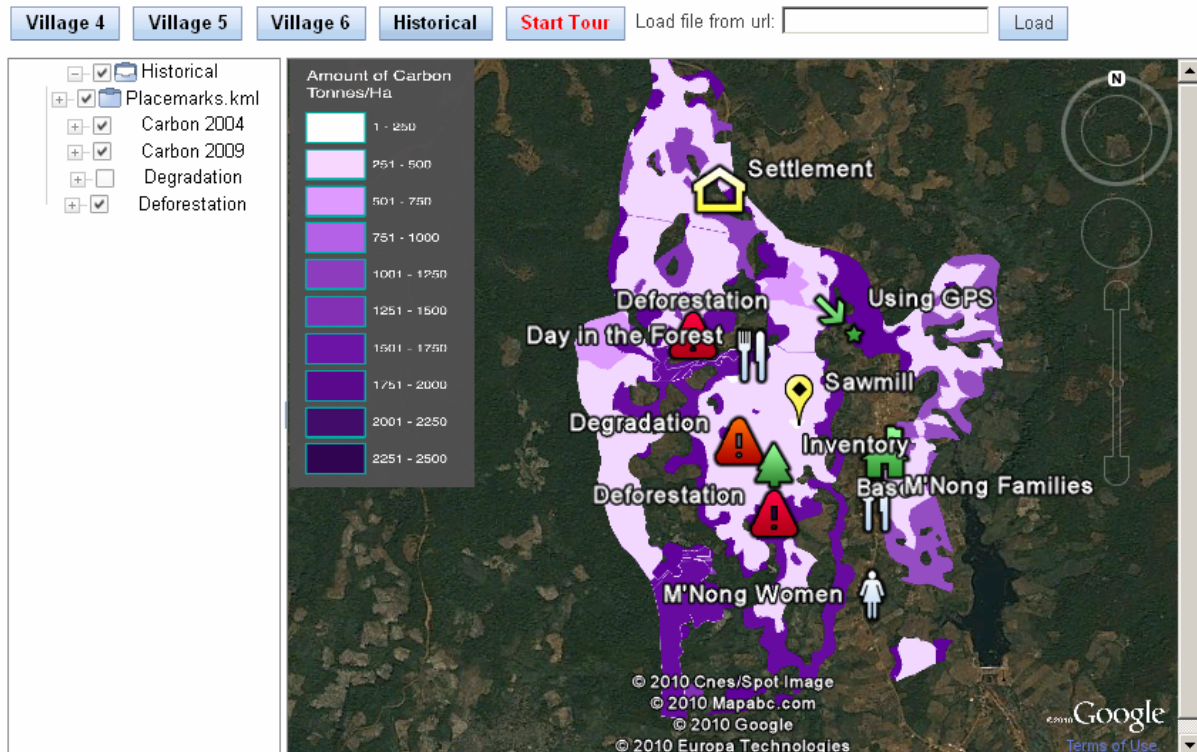 Village 4 Village 5 Village 6 Historical Start Tour Load file from url: Load
Historical
Placemarks.kml
Carbon 2004
Carbon 2009
Degradation
Deforestation
Amount of Carbon
Tonnes/Ha
1 - 250
251 - 500
501 - 750
751 - 1000
1001 - 1250
1251 - 1500
1501 - 1750
1751 - 2000
2001 - 2250
2251 - 2500
N
Settlement
Using GPS
Deforestation
Day in the Forest
Sawmill
Degradation
Inventory
M'Nong Families
Deforestation
M'Nong Women
© 2010 Cnes/Spot Image
© 2010 Mapabc.com
© 2010 Google
© 2010 Europa Technologies
©2010 Google
Terms of Use